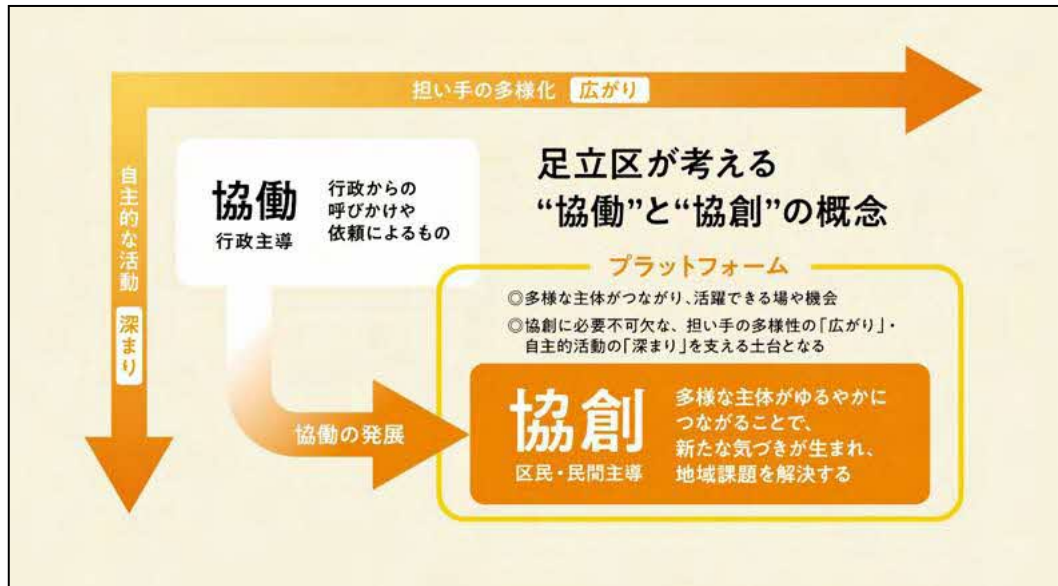 担い手の多様化 広がり
自主的な活動 深まり
足立区が考える
“協働”と“協創”の概念
協働
行政主導
行政からの
呼びかけや
依頼によるもの
プラットフォーム
◎多様な主体がつながり、活躍できる場や機会
◎協創に必要不可欠な、担い手の多様性の「広がり」・
自主的活動の「深まり」を支える土台となる
協働の発展
協創
区民・民間主導
多様な主体がゆるやかに
つながることで、
新たな気づきが生まれ、
地域課題を解決する